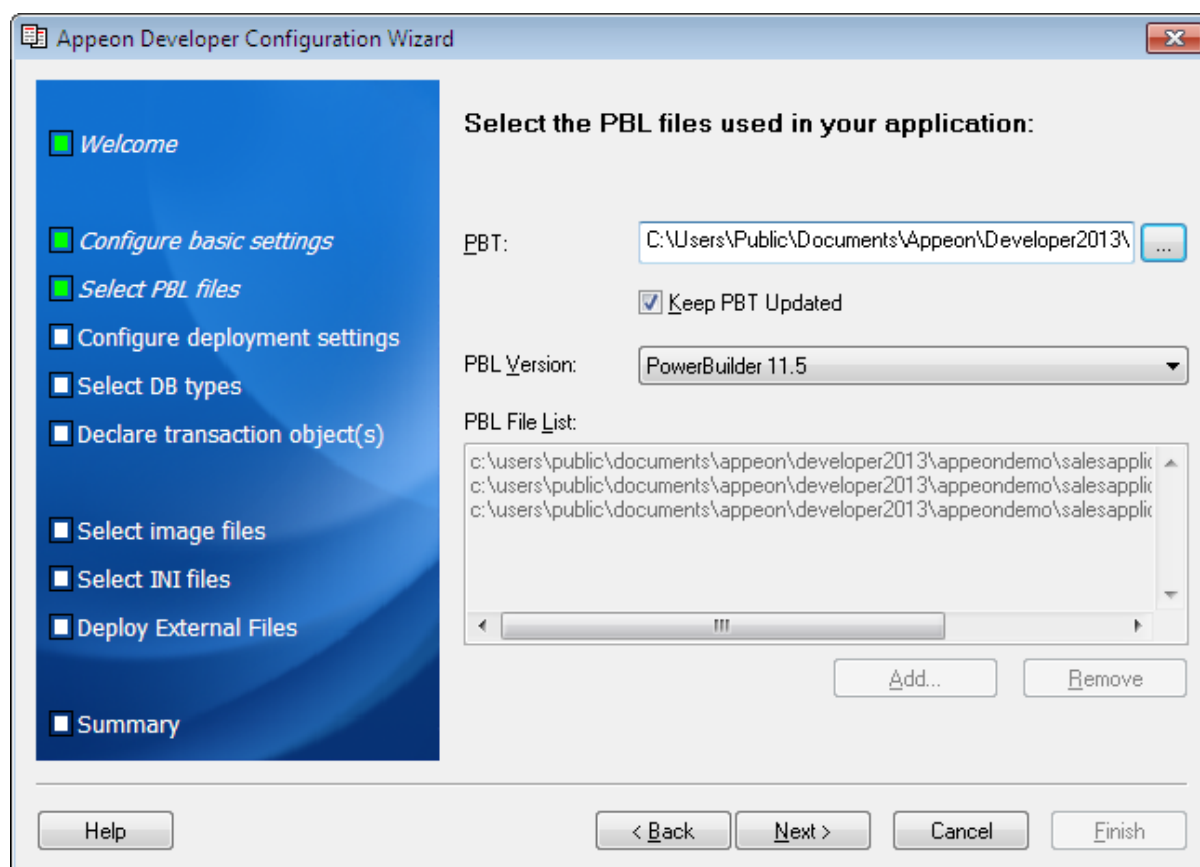 Appeon Developer Configuration Wizard
Welcome
Configure basic settings
Select PBL files
Configure deployment settings
Select DB types
Declare transaction object(s)
Select image files
Select INI files
Deploy External Files
Summary
Select the PBL files used in your application:
PBT:
C:\Users\Public\Documents\Appeon\Developer2013\
...
Keep PBT Updated
PBL Version:
PowerBuilder 11.5
PBL File List:
c:\users\public\documents\appeon\developer2013\appeondemo\salesapplic
c:\users\public\documents\appeon\developer2013\appeondemo\salesapplic
c:\users\public\documents\appeon\developer2013\appeondemo\salesapplic
Add...
Remove
Help
< Back
Next >
Cancel
Finish